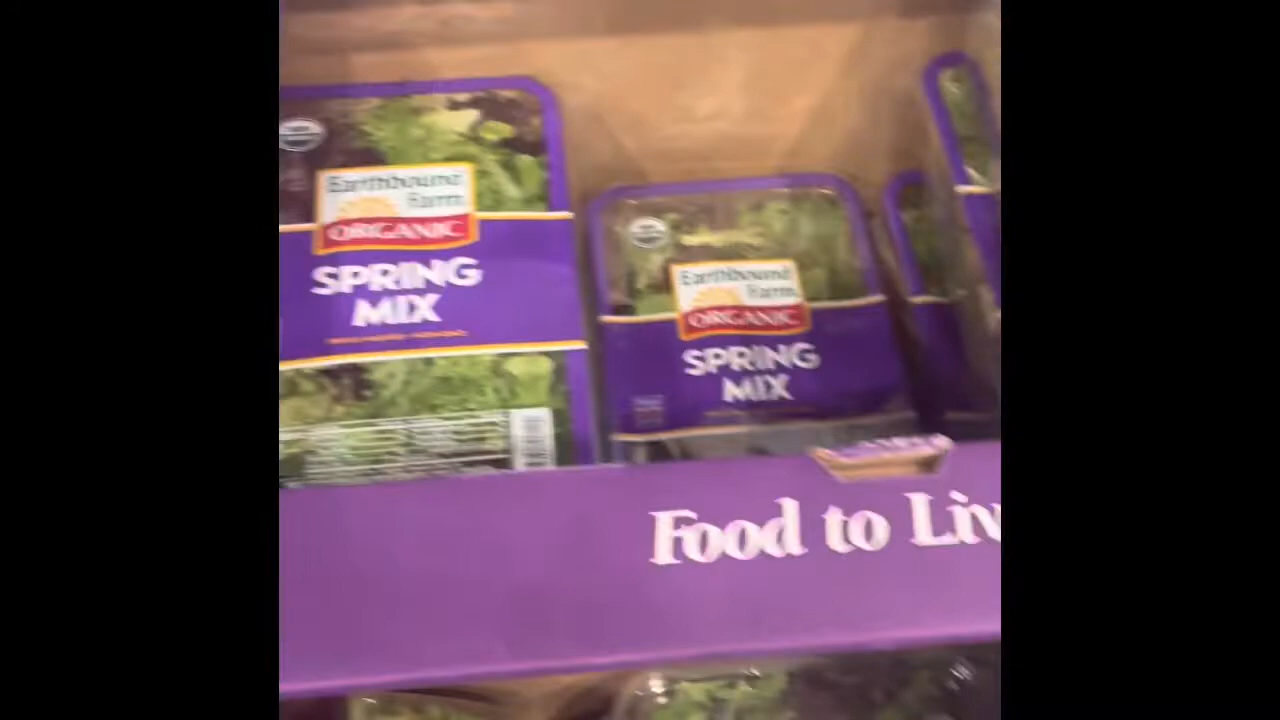 Earthbound
Farm
ORGANIC
SPRING
MIX
Earthbound
Farm
ORGANIC
SPRING
MIX
Food to Liv